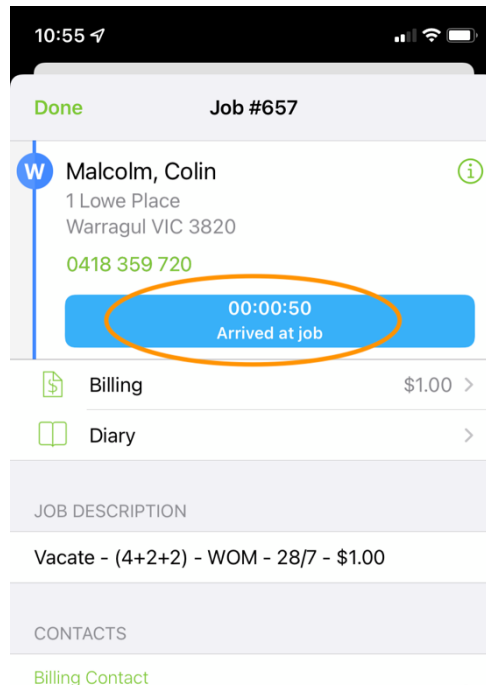 10:55
Done
Job #657
W
Malcolm, Colin
1 Lowe Place
Warragul VIC 3820
0418 359 720
00:00:50
Arrived at job
Billing
$1.00
Diary
JOB DESCRIPTION
Vacate - (4+2+2) - WOM - 28/7 - $1.00
CONTACTS
Billing Contact